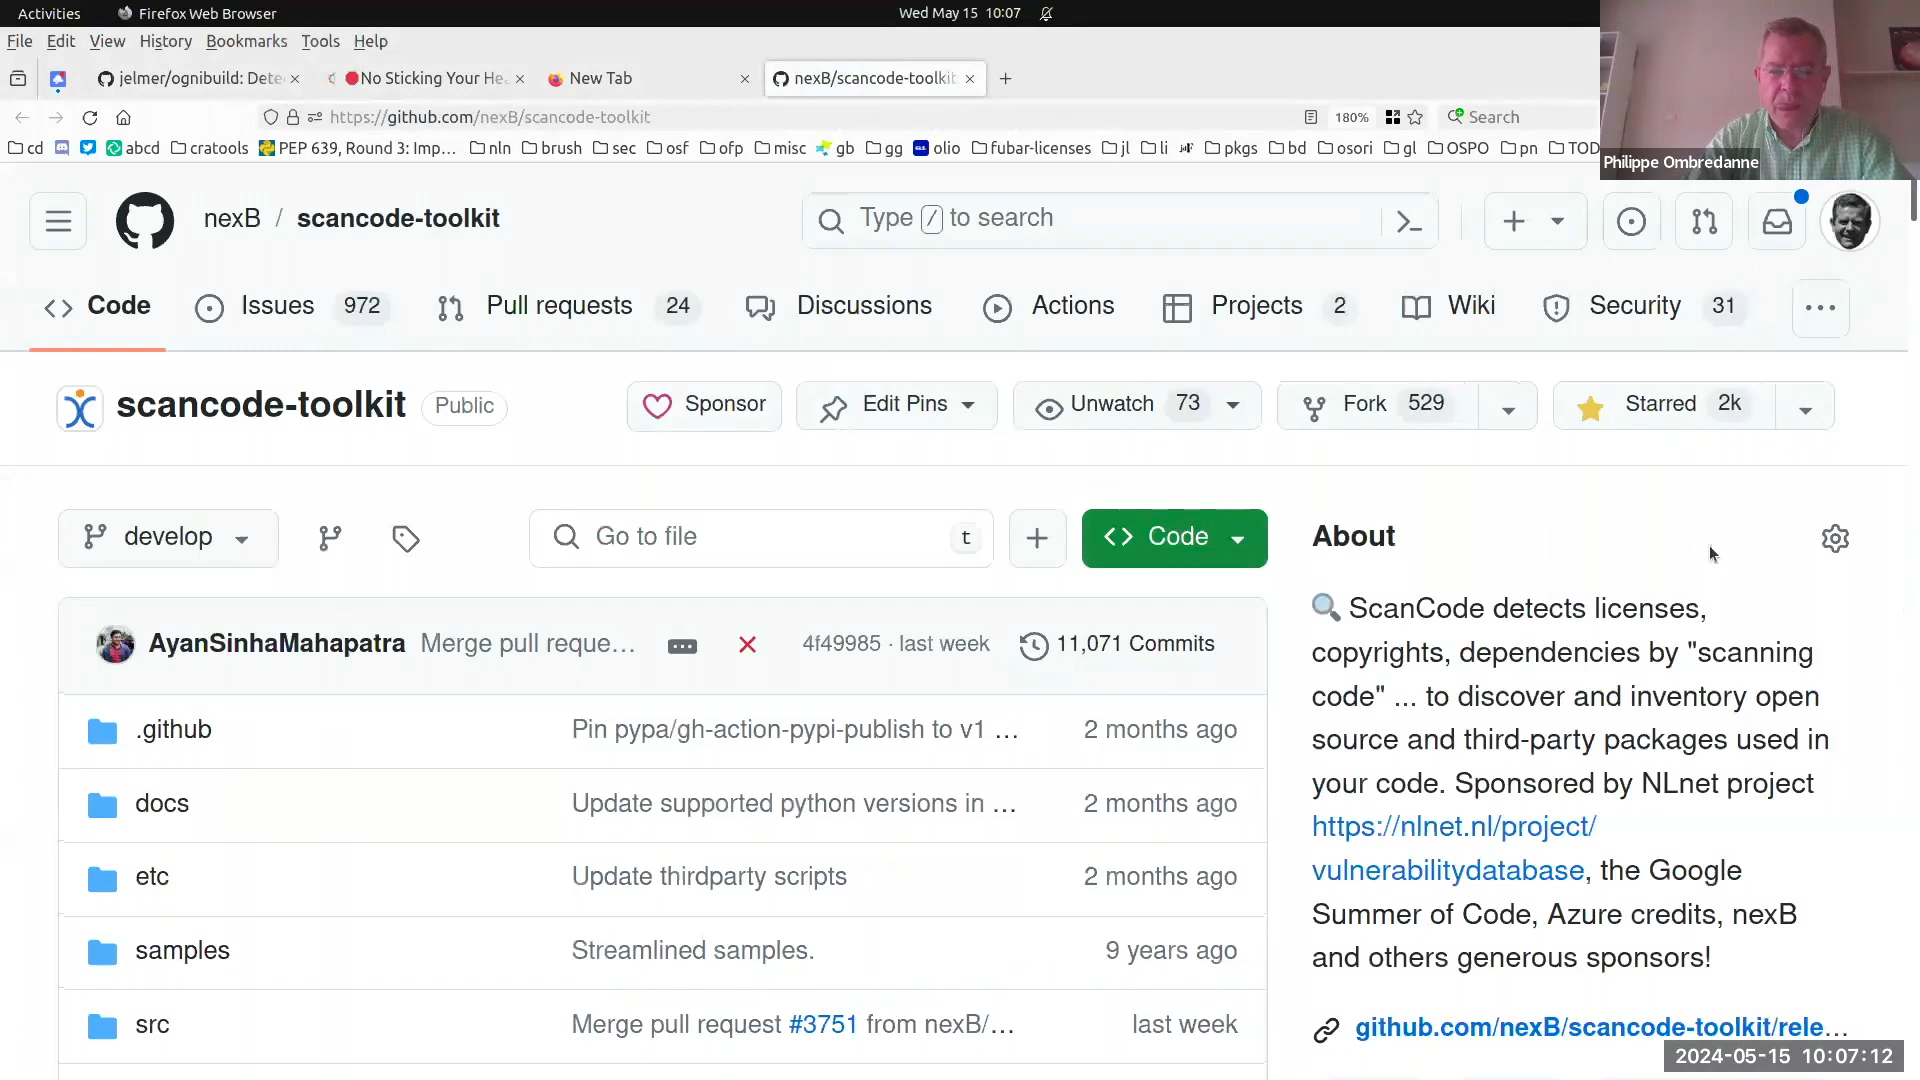 Activities Firefox Web Browser Wed May 15 10:07
File Edit View History Bookmarks Tools Help
jelmer/ognibuild: Dete No Sticking Your He New Tab nexB/scancode-toolkit
https://github.com/nexB/scancode-toolkit 180% Search
cd abcd cratools PEP 639, Round 3: Imp... nln brush sec osf ofp misc gb gg olio fubar-licenses jl li pkgs bd osori gl OSPO pn TOD
Philippe Ombredanne
nexB / scancode-toolkit Type / to search
Code Issues 972 Pull requests 24 Discussions Actions Projects 2 Wiki Security 31
scancode-toolkit Public Sponsor Edit Pins Unwatch 73 Fork 529 Starred 2k
develop Go to file t Code
AyanSinhaMahapatra Merge pull reque... 4f49985 · last week 11,071 Commits
.github Pin pypa/gh-action-pypi-publish to v1 ... 2 months ago
docs Update supported python versions in ... 2 months ago
etc Update thirdparty scripts 2 months ago
samples Streamlined samples. 9 years ago
src Merge pull request #3751 from nexB/... last week
About
ScanCode detects licenses,
copyrights, dependencies by "scanning
code" ... to discover and inventory open
source and third-party packages used in
your code. Sponsored by NLnet project
https://nlnet.nl/project/
vulnerabilitydatabase, the Google
Summer of Code, Azure credits, nexB
and others generous sponsors!
github.com/nexB/scancode-toolkit/rele...
2024-05-15 10:07:12